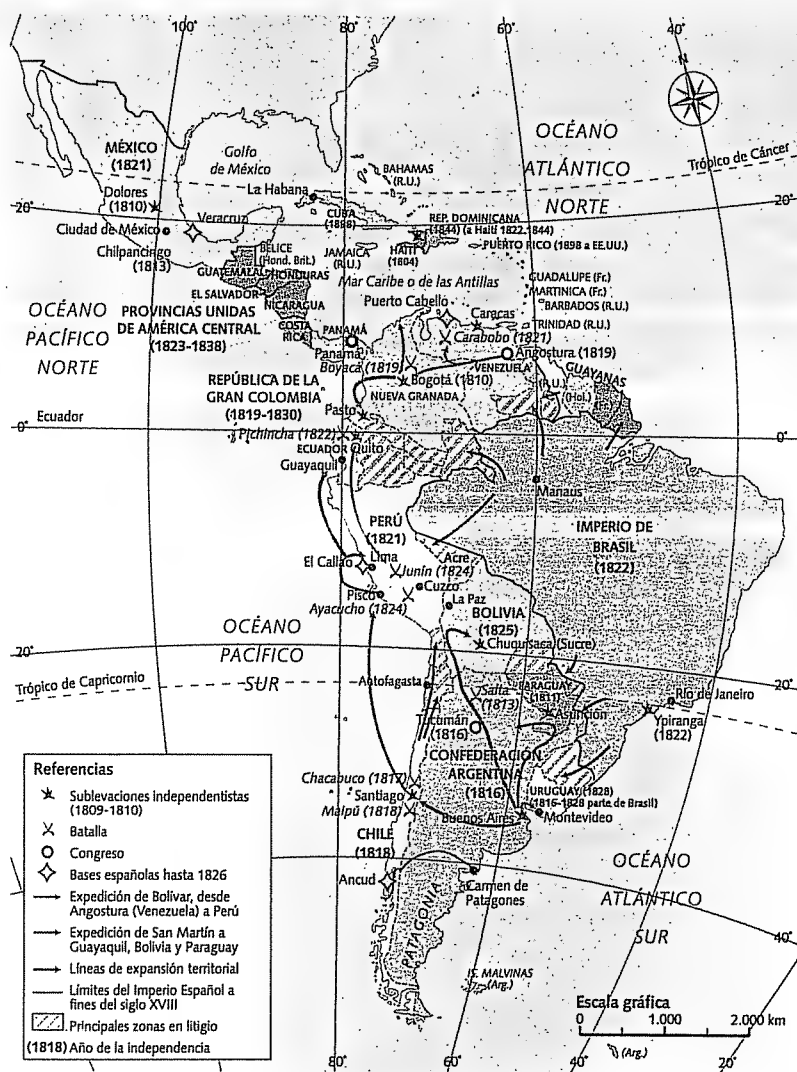 100°
80°
60°
40°
MÉXICO
(1821)
Golfo
de México
OCÉANO
ATLÁNTICO
NORTE
Trópico de Cáncer
BAHAMAS
(R.U.)
La Habana
Dolores
(1810)
20°
20°
Ciudad de México
Veracruz
Chilpancingo
(1813)
CUBA
(1898)
REP. DOMINICANA
(1844) (a Haití 1822-1844)
PUERTO RICO (1898 a EE.UU.)
HAITÍ
(1804)
JAMAICA
(R.U.)
BELICE
(Hond. Brit.)
GUATEMALA
HONDURAS
Mar Caribe o de las Antillas
GUADALUPE (Fr.)
MARTINICA (Fr.)
BARBADOS (R.U.)
TRINIDAD (R.U.)
EL SALVADOR
NICARAGUA
COSTA
RICA
OCÉANO
PACÍFICO
NORTE
PROVINCIAS UNIDAS
DE AMÉRICA CENTRAL
(1823-1838)
Puerto Cabello
Caracas
Carabobo (1821)
PANAMÁ
Panamá
Angostura (1819)
Boyacá (1819)
VENEZUELA
GUAYANAS
(R.U.)
(Hol.)
Bogotá (1810)
NUEVA GRANADA
REPÚBLICA DE LA
GRAN COLOMBIA
(1819-1830)
Pasto
Ecuador
0°
0°
Pichincha (1822)
ECUADOR
Quito
Guayaquil
Manaus
PERÚ
(1821)
IMPERIO DE
BRASIL
(1822)
El Callao
Lima
Acre
Junín (1824)
Cuzco
Pisco
Ayacucho (1824)
La Paz
BOLIVIA
(1825)
Chuquisaca (Sucre)
OCÉANO
PACÍFICO
SUR
20°
20°
Trópico de Capricornio
Antofagasta
Salta
(1813)
PARAGUAY
(1811)
Asunción
Río de Janeiro
Ypiranga
(1822)
Tucumán
(1816)
CONFEDERACIÓN
ARGENTINA
(1816)
Chacabuco (1817)
Santiago
Maipú (1818)
URUGUAY (1828)
(1816-1828 parte de Brasil)
Buenos Aires
Montevideo
CHILE
(1818)
Ancud
Carmen de
Patagones
OCÉANO
ATLÁNTICO
SUR
40°
PATAGONIA
IS. MALVINAS
(Arg.)
Escala gráfica
0 1.000 2.000 km
(Arg.)
80°
60°
40°
20°
Referencias
Sublevaciones independentistas
(1809-1810)
Batalla
Congreso
Bases españolas hasta 1826
Expedición de Bolívar, desde
Angostura (Venezuela) a Perú
Expedición de San Martín a
Guayaquil, Bolivia y Paraguay
Líneas de expansión territorial
Límites del Imperio Español a
fines del siglo XVIII
Principales zonas en litigio
(1818) Año de la independencia